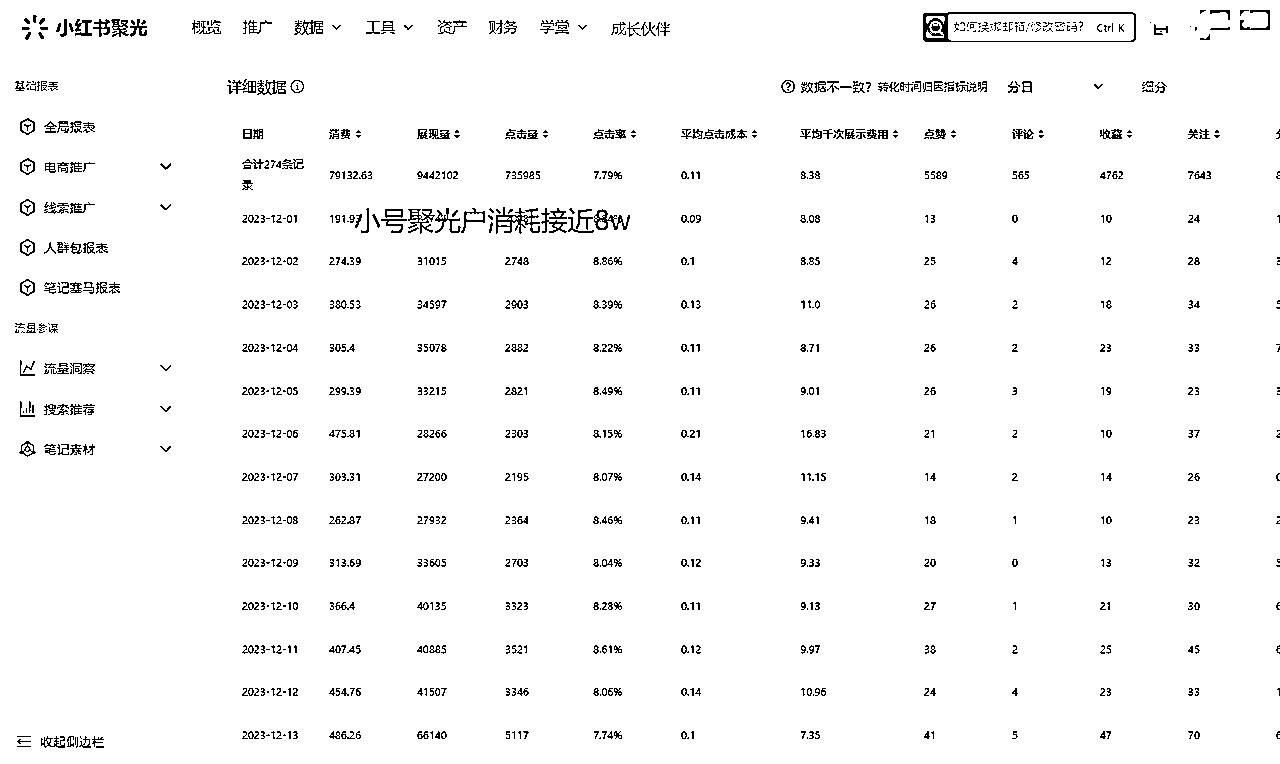 小红书聚光 概览 推广 数据 工具 资产 财务 学堂 成长伙伴 如何换绑邮箱/修改密码? Ctrl K
基础报表
全局报表
电商推广
线索推广
人群包报表
笔记赛马报表
流量参谋
流量洞察
搜索推荐
笔记素材
收起侧边栏
详细数据 数据不一致? 转化时间归因指标说明 分日 细分
日期 消费 展现量 点击量 点击率 平均点击成本 平均千次展示费用 点赞 评论 收藏 关注
合计274条记录 79132.63 9442102 735985 7.79% 0.11 8.38 5589 565 4762 7643
2023-12-01 191.93 0.09 8.08 13 0 10 24
小号聚光户消耗接近8w
2023-12-02 274.39 31015 2748 8.86% 0.1 8.85 25 4 12 28
2023-12-03 380.53 34597 2903 8.39% 0.13 11.0 26 2 18 34
2023-12-04 305.4 35078 2882 8.22% 0.11 8.71 26 2 23 33
2023-12-05 299.39 33215 2821 8.49% 0.11 9.01 26 3 19 23
2023-12-06 475.81 28266 2303 8.15% 0.21 16.83 21 2 10 37
2023-12-07 303.31 27200 2195 8.07% 0.14 11.15 14 2 14 26
2023-12-08 262.87 27932 2364 8.46% 0.11 9.41 18 1 10 23
2023-12-09 313.69 33605 2703 8.04% 0.12 9.33 20 0 13 32
2023-12-10 366.4 40135 3323 8.28% 0.11 9.13 27 1 21 30
2023-12-11 407.45 40885 3521 8.61% 0.12 9.97 38 2 25 45
2023-12-12 454.76 41507 3346 8.06% 0.14 10.96 24 4 23 33
2023-12-13 486.26 66140 5117 7.74% 0.1 7.35 41 5 47 70